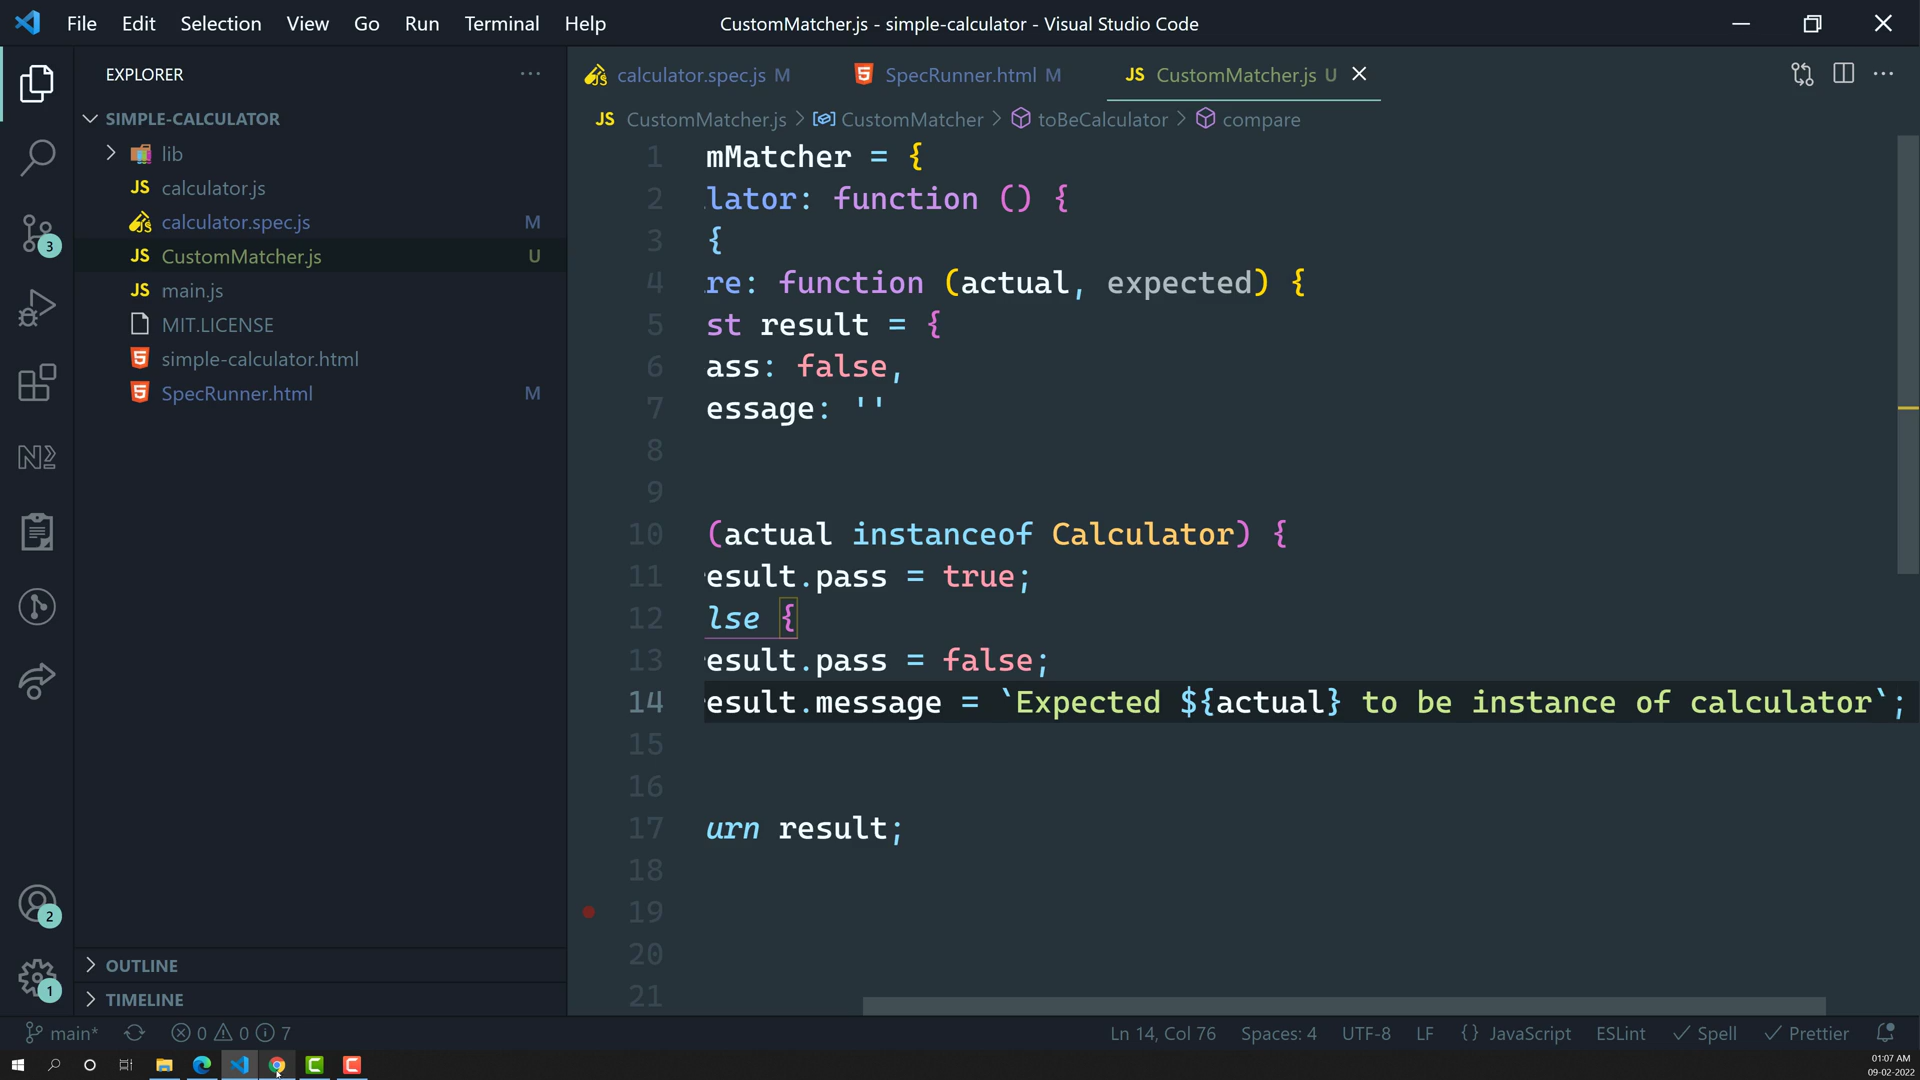 File Edit Selection View Go Run Terminal Help
CustomMatcher.js - simple-calculator - Visual Studio Code
EXPLORER
SIMPLE-CALCULATOR
lib
JS calculator.js
calculator.spec.js M
JS CustomMatcher.js U
JS main.js
MIT.LICENSE
simple-calculator.html
SpecRunner.html M
OUTLINE
TIMELINE
3
2
1
calculator.spec.js M
SpecRunner.html M
JS CustomMatcher.js U
JS CustomMatcher.js > CustomMatcher > toBeCalculator > compare
1 mMatcher = {
2 lator: function () {
3 {
4 re: function (actual, expected) {
5 st result = {
6 ass: false,
7 essage: ''
8
9
10 (actual instanceof Calculator) {
11 esult.pass = true;
12 lse {
13 esult.pass = false;
14 esult.message = `Expected ${actual} to be instance of calculator`;
15
16
17 urn result;
18
19
20
21
main* 0 0 7
Ln 14, Col 76 Spaces: 4 UTF-8 LF {} JavaScript ESLint Spell Prettier
01:07 AM
09-02-2022